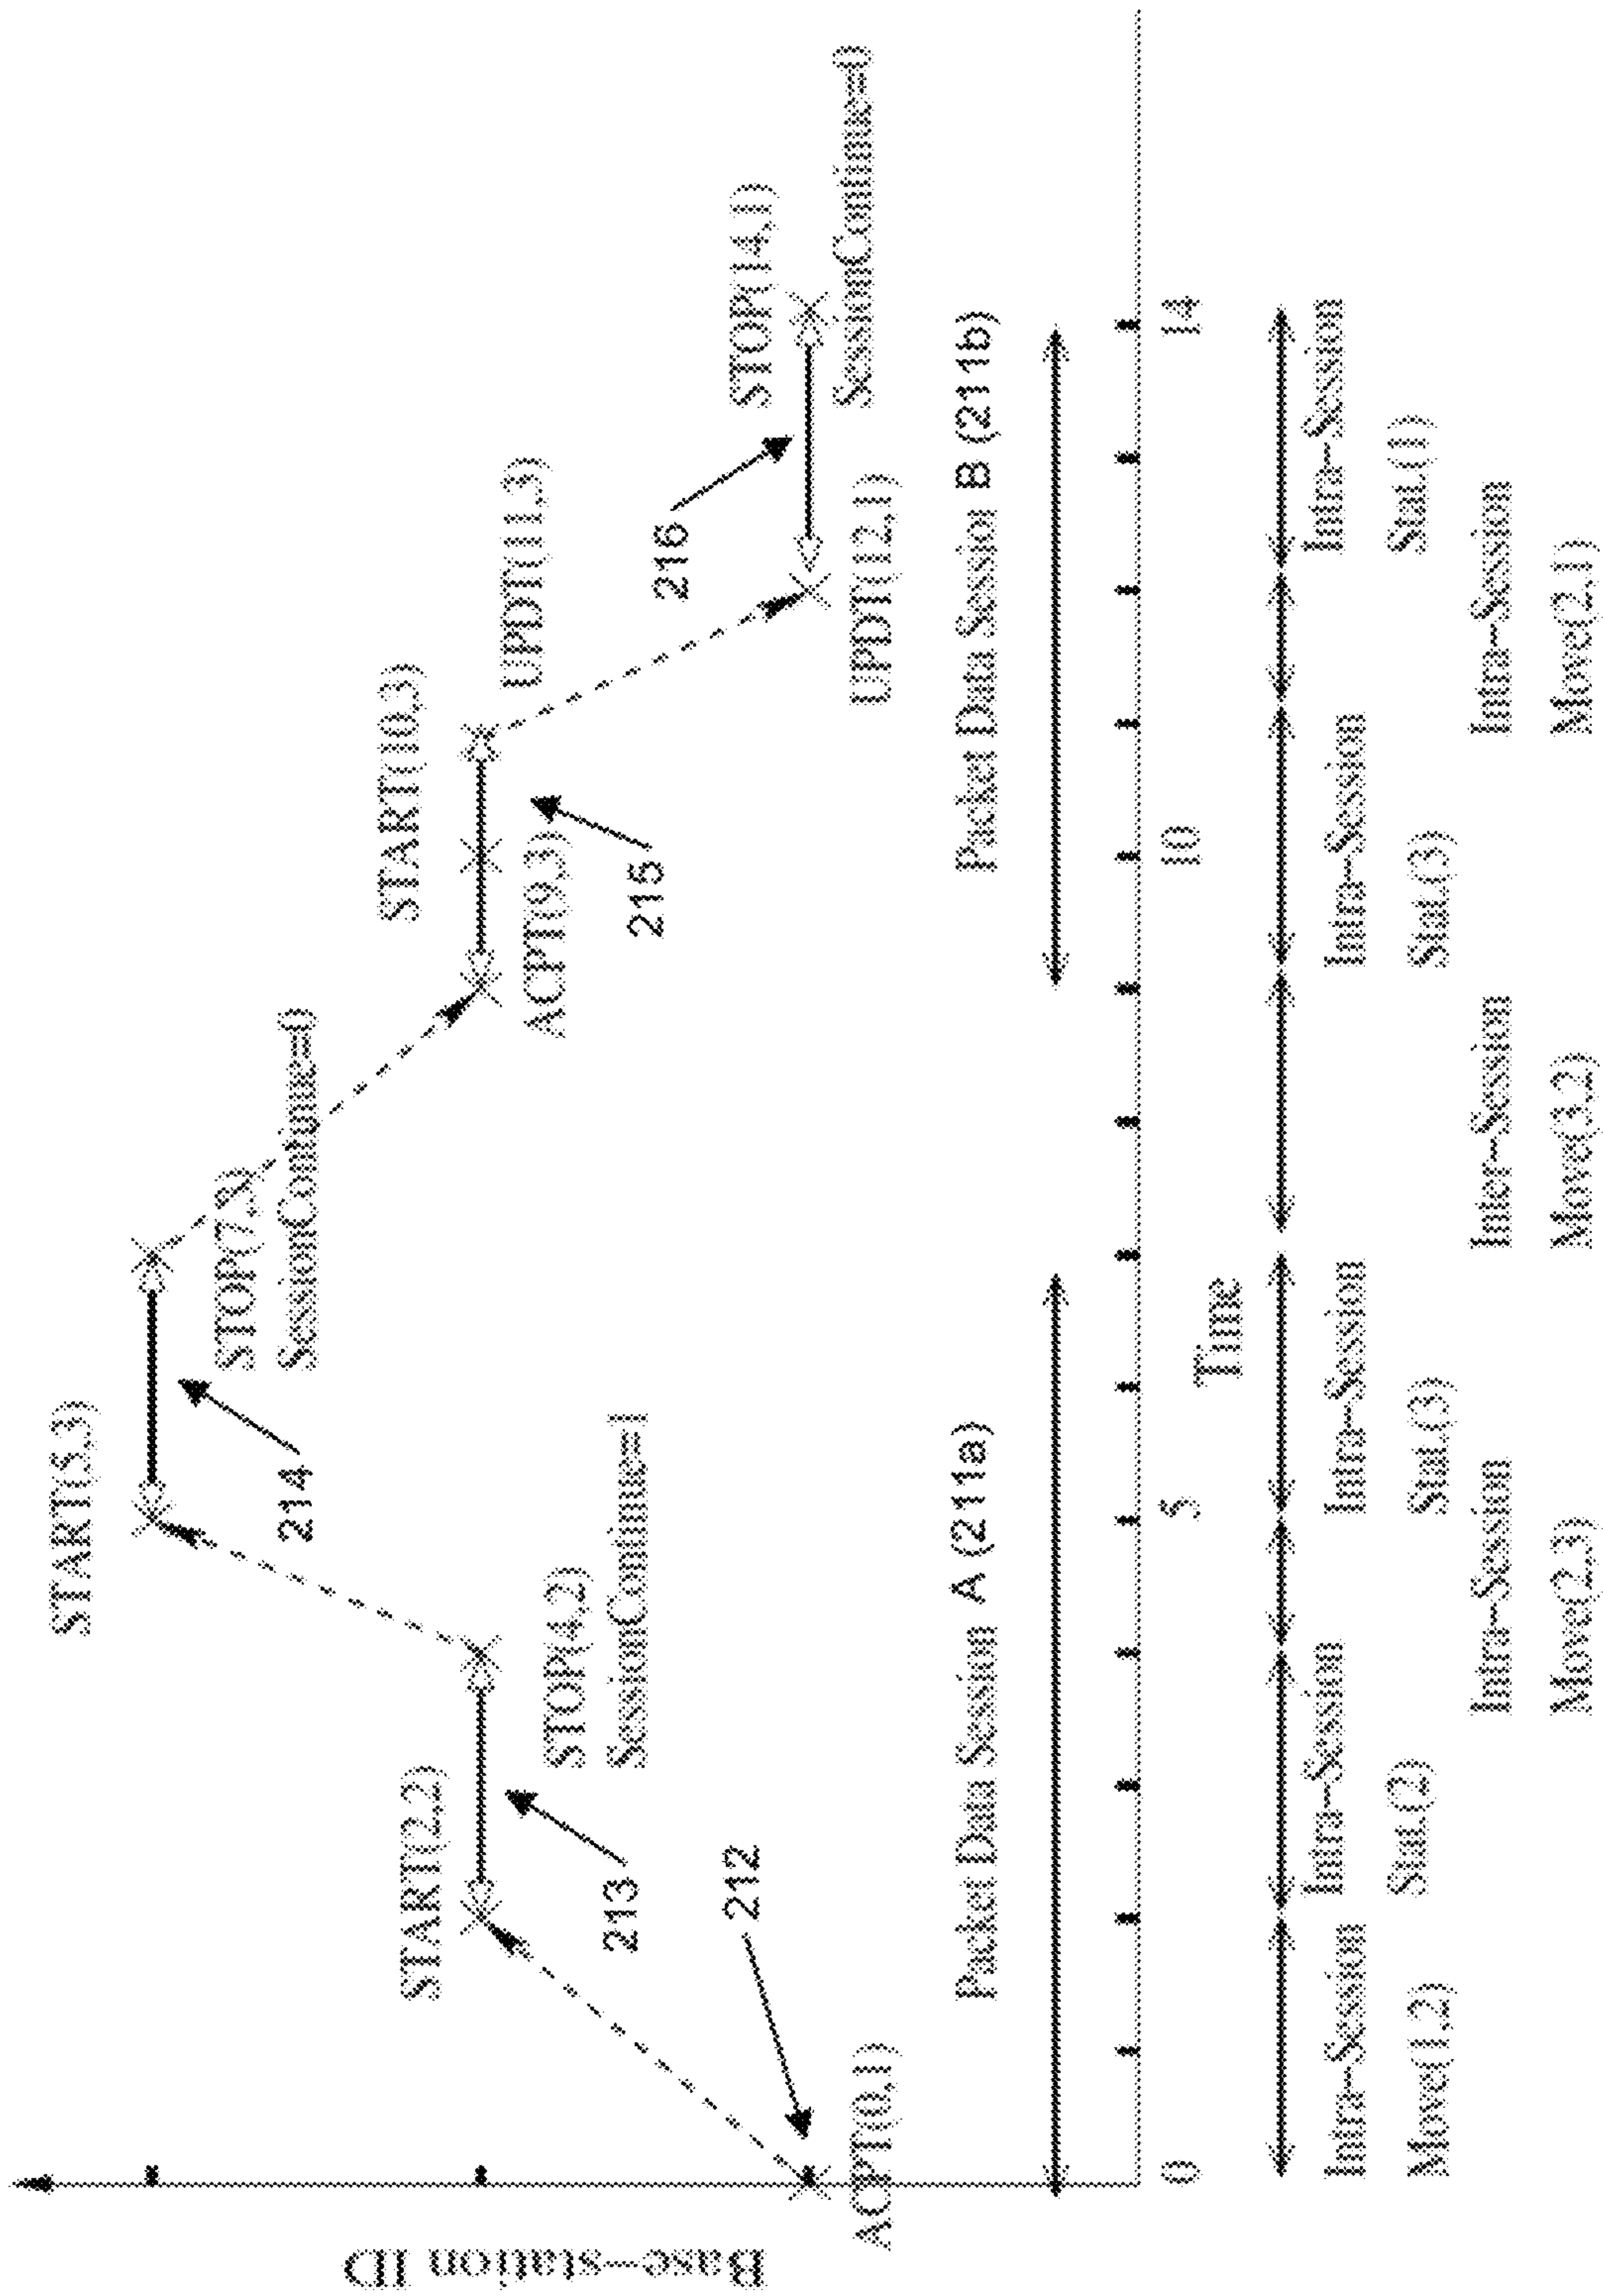 Base-station ID
START(5,3)
214
STOP(7,3)
SessionContinue=0
START(2,2)
213
STOP(4,2)
SessionContinue=1
START(10,3)
ACPT(9,3)
215
UPDT(11,3)
212
ACPT(0,1)
216
STOP(14,1)
UPDT(12,1)
SessionContinue=0
Packet Data Session A (211a)
Packet Data Session B (211b)
0
5
10
14
Time
Intra-Session
Move(1,2)
Intra-Session
Stat.(2)
Intra-Session
Move(2,3)
Intra-Session
Stat.(3)
Inter-Session
Move(3,2)
Intra-Session
Stat.(3)
Intra-Session
Move(2,1)
Intra-Session
Stat.(1)